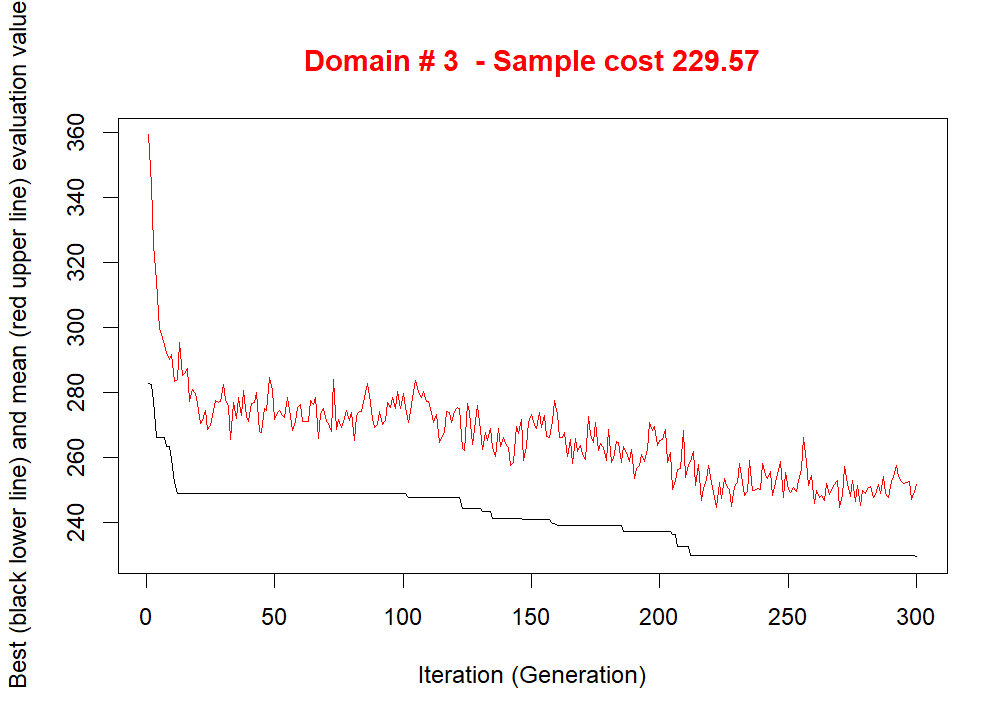 Domain # 3  - Sample cost 229.57
Best (black lower line) and mean (red upper line) evaluation value
360
340
320
300
280
260
240
0 50 100 150 200 250 300
Iteration (Generation)